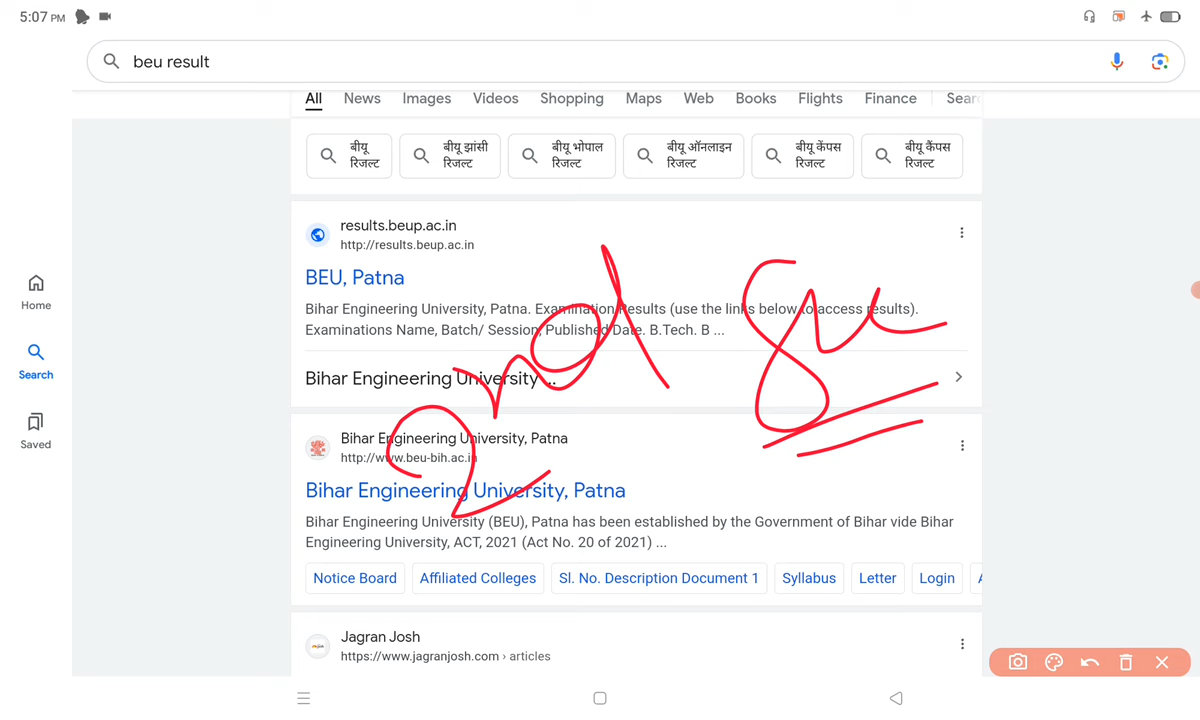 5:07 PM
beu result
All News Images Videos Shopping Maps Web Books Flights Finance Searc
बीयू रिजल्ट
बीयू झांसी रिजल्ट
बीयू भोपाल रिजल्ट
बीयू ऑनलाइन रिजल्ट
बीयू केंपस रिजल्ट
बीयू कैंपस रिजल्ट
results.beup.ac.in
http://results.beup.ac.in
BEU, Patna
Bihar Engineering University, Patna. Examination Results (use the links below to access results).
Examinations Name, Batch/ Session, Published Date. B.Tech. B ...
Bihar Engineering University ...
2nd
Bihar Engineering University, Patna
http://www.beu-bih.ac.in
Bihar Engineering University, Patna
Bihar Engineering University (BEU), Patna has been established by the Government of Bihar vide Bihar
Engineering University, ACT, 2021 (Act No. 20 of 2021) ...
Notice Board Affiliated Colleges Sl. No. Description Document 1 Syllabus Letter Login A
Jagran Josh
https://www.jagranjosh.com › articles
Home
Search
Saved